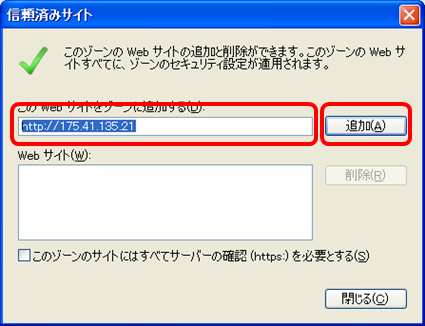 信頼済みサイト
このゾーンの Web サイトの追加と削除ができます。このゾーンの Web サ
イトすべてに、ゾーンのセキュリティ設定が適用されます。
この Web サイトをゾーンに追加する(D):
http://175.41.135.21
追加(A)
Web サイト(W):
削除(R)
このゾーンのサイトにはすべてサーバーの確認 (https:) を必要とする(S)
閉じる(C)